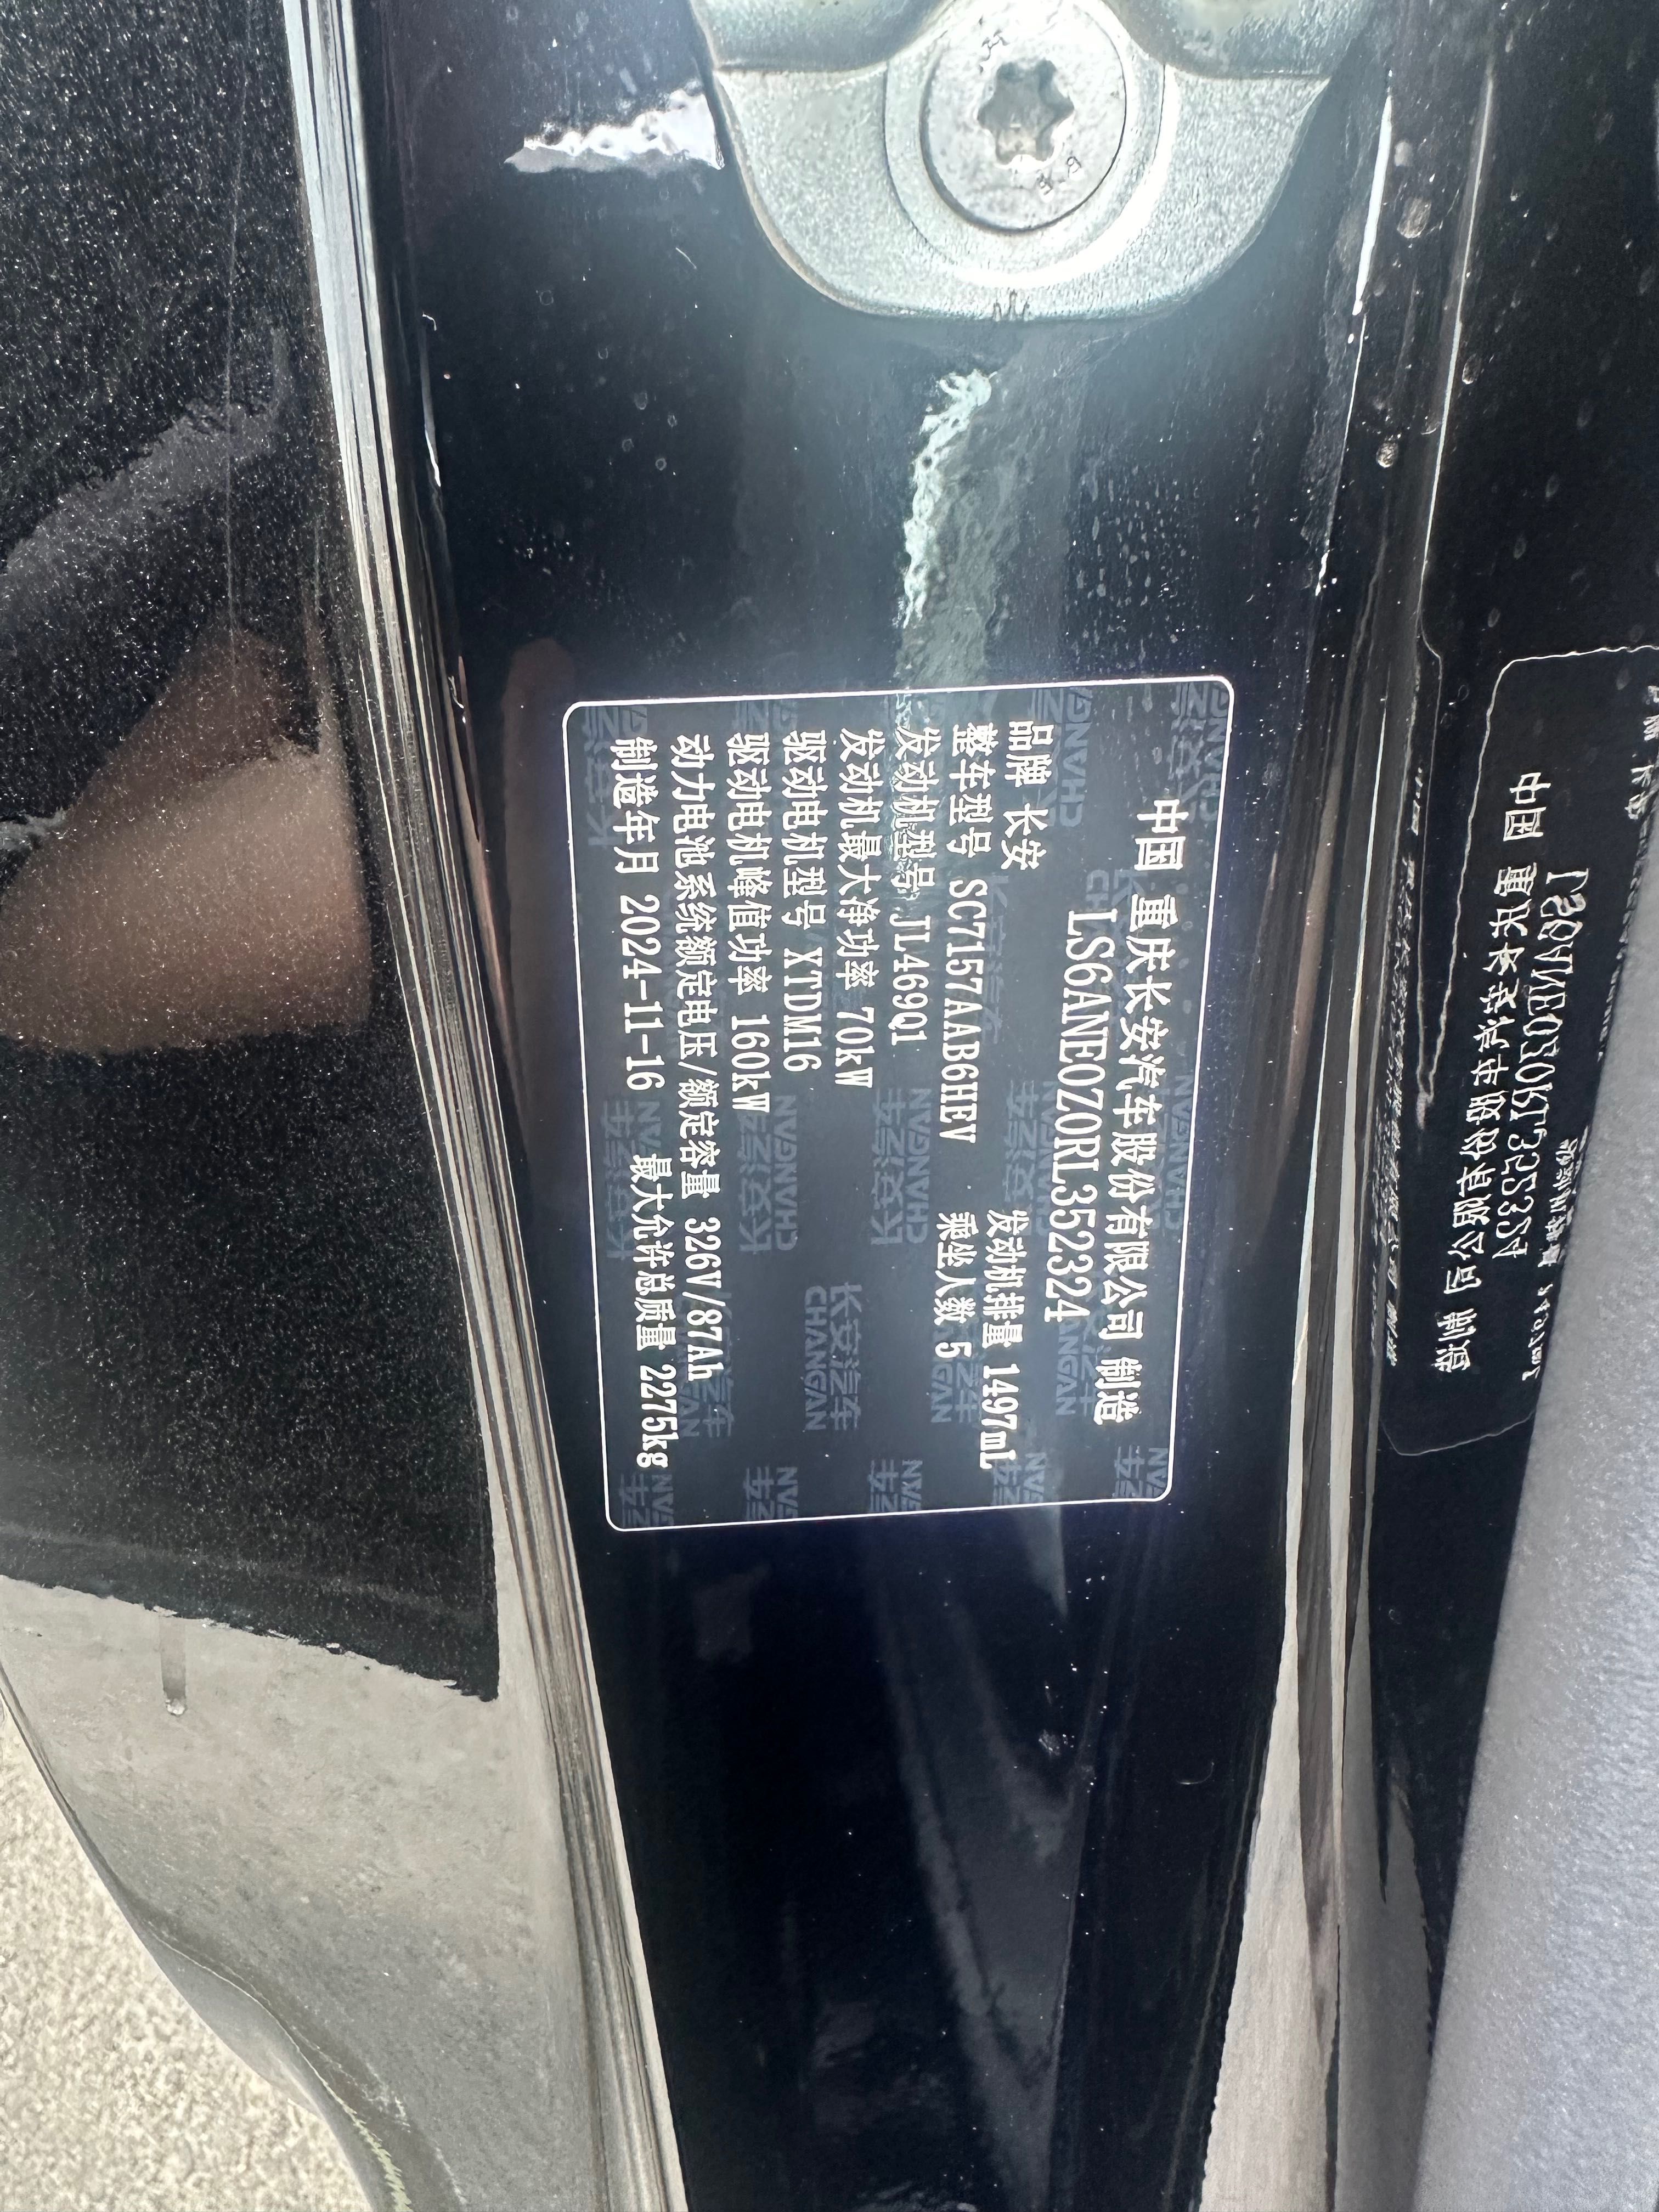 中国 重庆长安汽车股份有限公司 制造
LS6ANE0Z0RL352324
品牌 长安 发动机排量 1497mL
整车型号 SC7157AAB6HEV 乘坐人数 5
发动机型号 JL469Q1
发动机最大净功率 70kW
驱动电机型号 XTDM16
驱动电机峰值功率 160kW
动力电池系统额定电压/额定容量 326V/87Ah
制造年月 2024-11-16 最大允许总质量 2275kg
长安汽车
CHANGAN